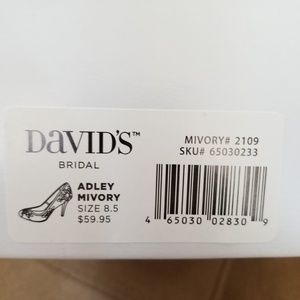 DAVID'S™
BRIDAL
ADLEY
MIVORY
SIZE 8.5
$59.95
MIVORY# 2109
SKU# 65030233
4 65030 02830 9